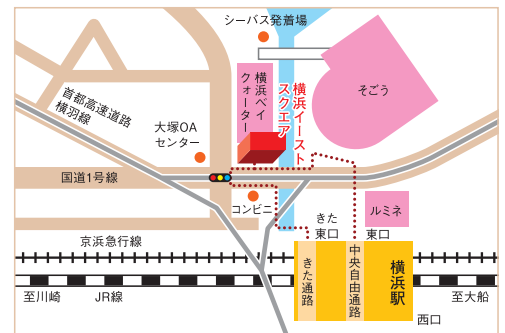 シーバス発着場
そごう
横浜ベイ
クォーター
横浜イースト
スクエア
首都高速道路
横羽線
大塚OA
センター
国道1号線
コンビニ
ルミネ
きた
東口
東口
京浜急行線
きた通路
中央自由通路
横浜駅
至川崎
JR線
至大船
西口